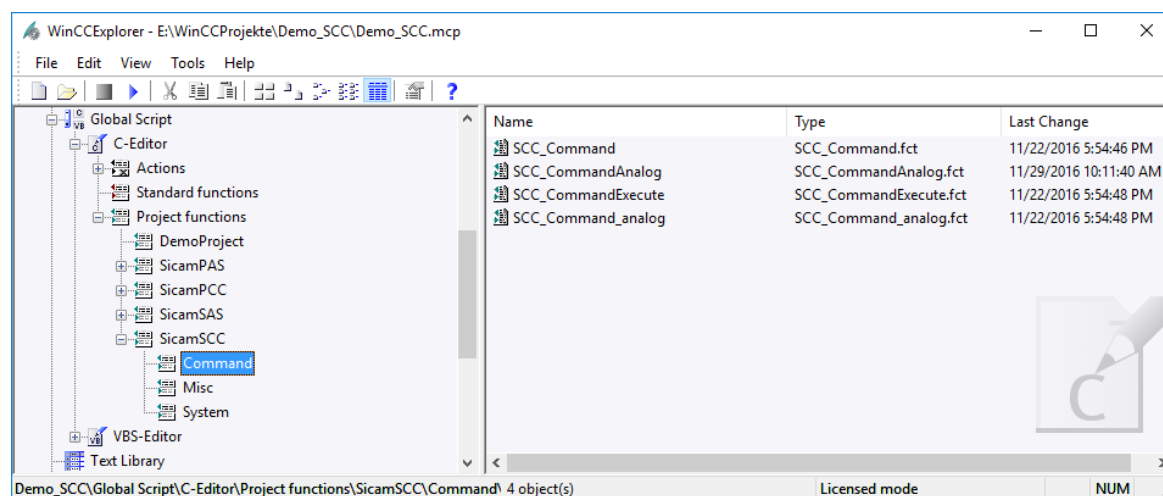 WinCCExplorer - E:\WinCCProjekte\Demo_SCC\Demo_SCC.mcp
File Edit View Tools Help
Global Script
C-Editor
Actions
Standard functions
Project functions
DemoProject
SicamPAS
SicamPCC
SicamSAS
SicamSCC
Command
Misc
System
VBS-Editor
Text Library
Name Type Last Change
SCC_Command SCC_Command.fct 11/22/2016 5:54:46 PM
SCC_CommandAnalog SCC_CommandAnalog.fct 11/29/2016 10:11:40 AM
SCC_CommandExecute SCC_CommandExecute.fct 11/22/2016 5:54:48 PM
SCC_Command_analog SCC_Command_analog.fct 11/22/2016 5:54:48 PM
C
Demo_SCC\Global Script\C-Editor\Project functions\SicamSCC\Command\ 4 object(s) Licensed mode NUM